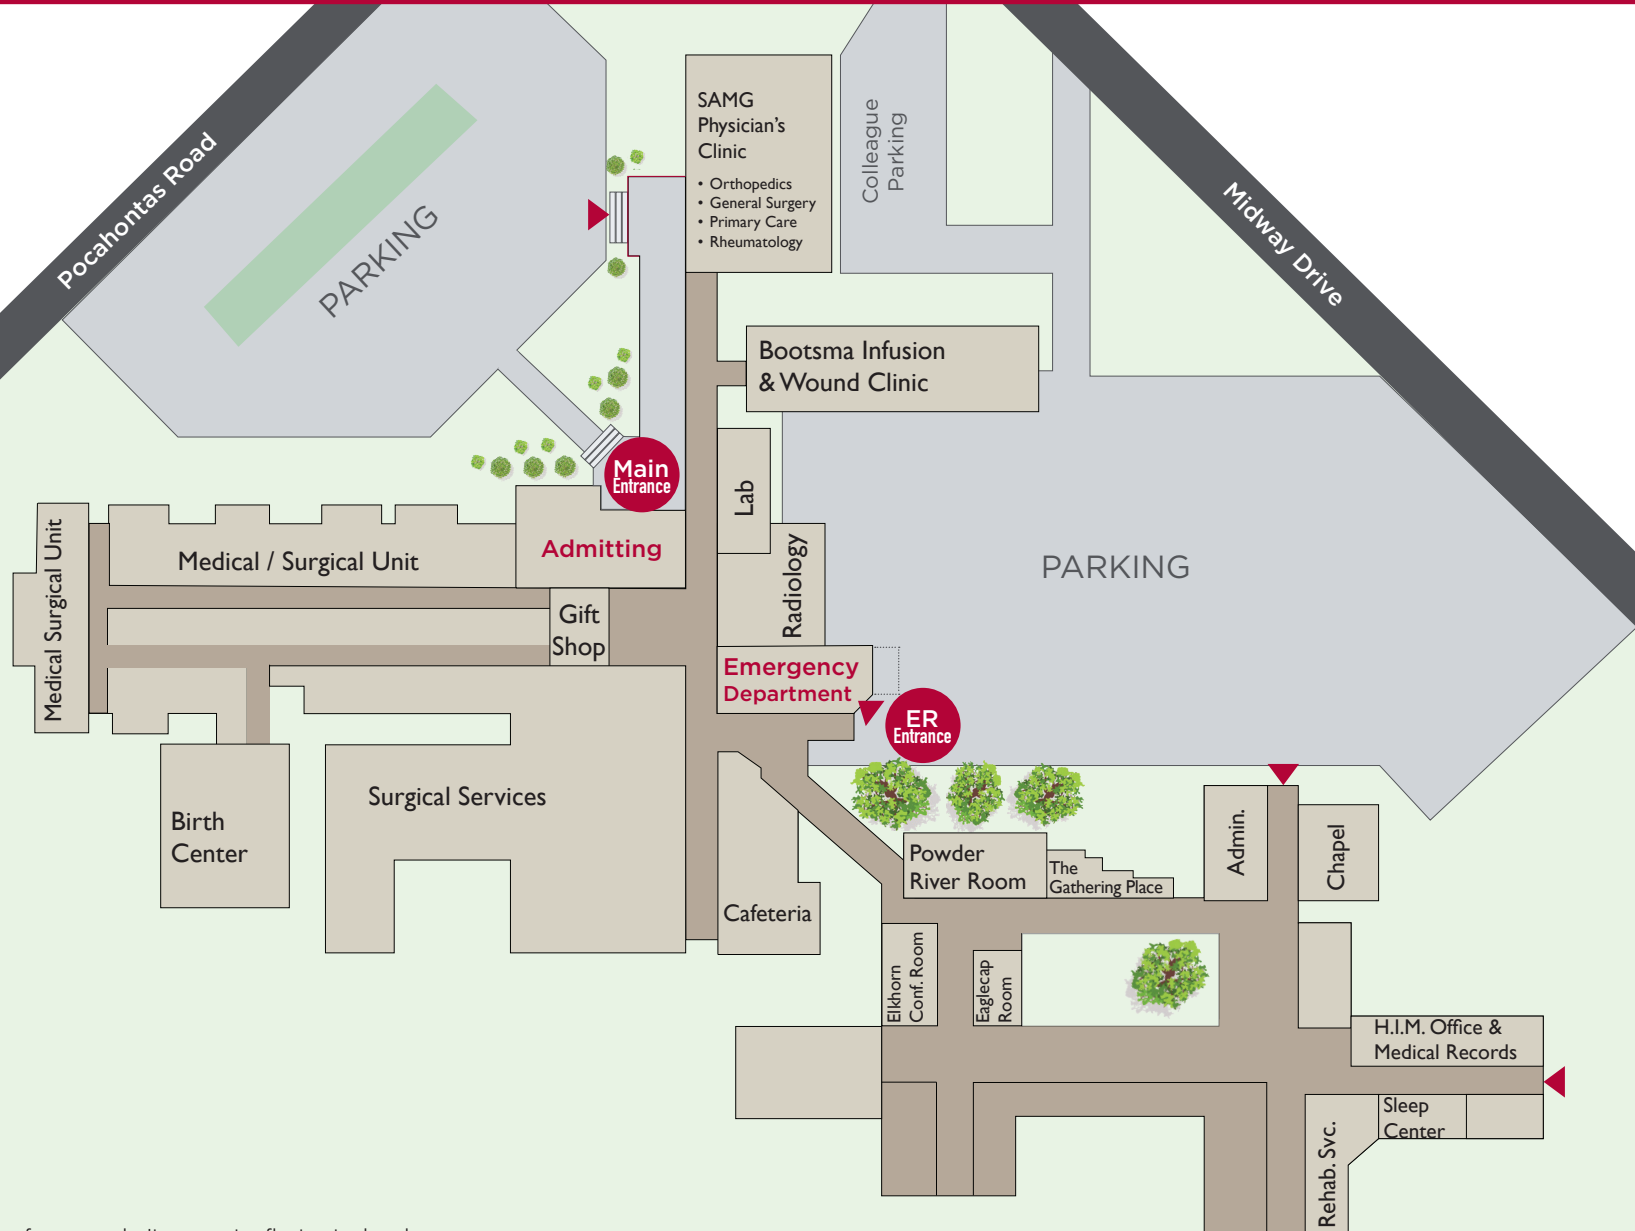 Pocahontas Road
PARKING
SAMG
Physician's
Clinic
• Orthopedics
• General Surgery
• Primary Care
• Rheumatology
Colleague
Parking
Midway Drive
Bootsma Infusion
& Wound Clinic
Main
Entrance
Lab
Medical Surgical Unit
Medical / Surgical Unit
Admitting
Radiology
PARKING
Gift
Shop
Emergency
Department
ER
Entrance
Surgical Services
Birth
Center
Cafeteria
Powder
River Room
The
Gathering Place
Admin.
Chapel
Elkhorn
Conf. Room
Eaglecap
Room
H.I.M. Office &
Medical Records
Sleep
Center
Rehab. Svc.